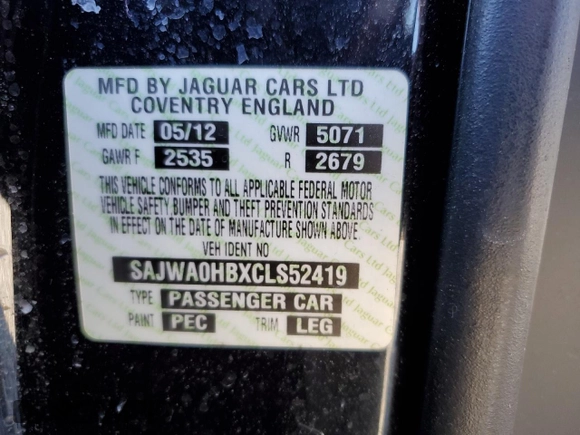 MFD BY JAGUAR CARS LTD
COVENTRY ENGLAND
MFD DATE 05/12 GVWR 5071
GAWR F 2535 R 2679
THIS VEHICLE CONFORMS TO ALL APPLICABLE FEDERAL MOTOR
VEHICLE SAFETY, BUMPER AND THEFT PREVENTION STANDARDS
IN EFFECT ON THE DATE OF MANUFACTURE SHOWN ABOVE.
VEH IDENT NO
SAJWA0HBXCLS52419
TYPE PASSENGER CAR
PAINT PEC TRIM LEG